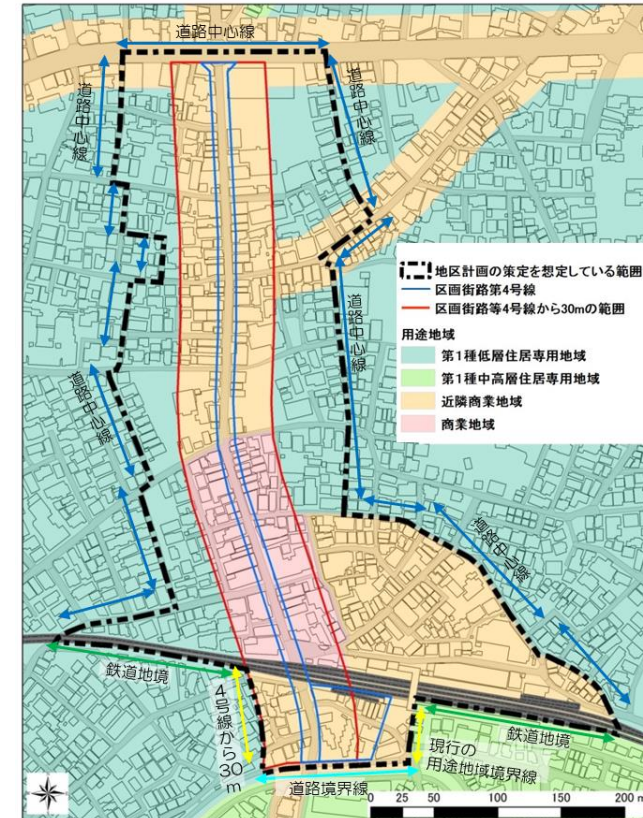 道路中心線
道路中心線
道路中心線
地区計画の策定を想定している範囲
区画街路第4号線
区画街路等4号線から30mの範囲
用途地域
第1種低層住居専用地域
第1種中高層住居専用地域
近隣商業地域
商業地域
道路中心線
道路中心線
道路中心線
鉄道地境
4号線から30m
鉄道地境
現行の
用途地域境界線
道路境界線
0 25 50 100 150 200 m